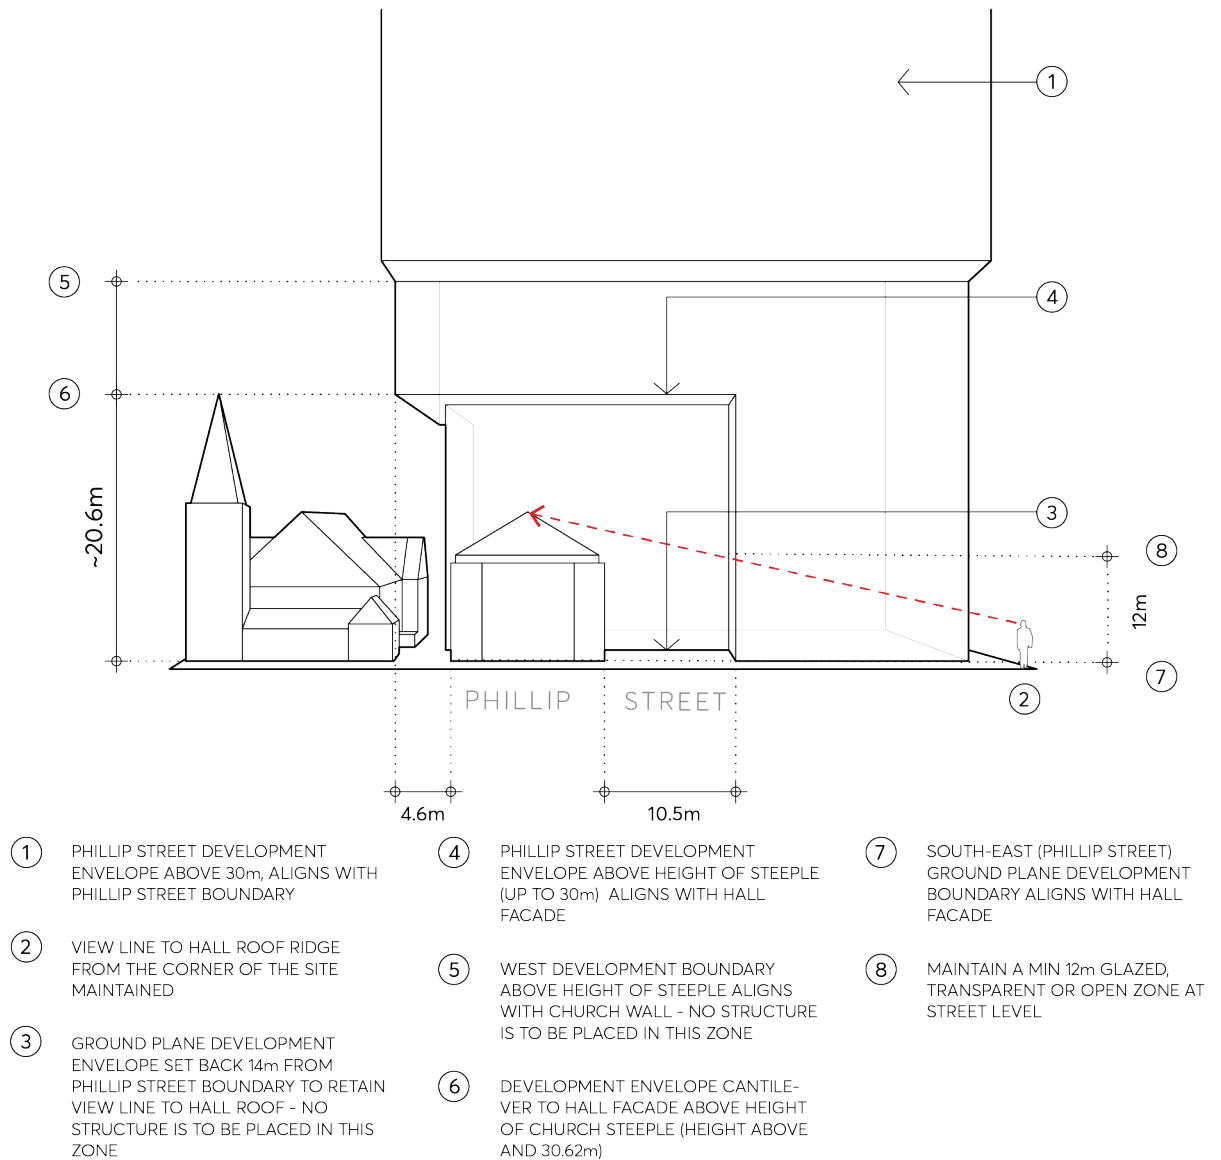 1
5
4
6
~20.6m
3
8
12m
7
PHILLIP STREET
2
4.6m
10.5m
1
PHILLIP STREET DEVELOPMENT
ENVELOPE ABOVE 30m, ALIGNS WITH
PHILLIP STREET BOUNDARY
2
VIEW LINE TO HALL ROOF RIDGE
FROM THE CORNER OF THE SITE
MAINTAINED
3
GROUND PLANE DEVELOPMENT
ENVELOPE SET BACK 14m FROM
PHILLIP STREET BOUNDARY TO RETAIN
VIEW LINE TO HALL ROOF - NO
STRUCTURE IS TO BE PLACED IN THIS
ZONE
4
PHILLIP STREET DEVELOPMENT
ENVELOPE ABOVE HEIGHT OF STEEPLE
(UP TO 30m) ALIGNS WITH HALL
FACADE
5
WEST DEVELOPMENT BOUNDARY
ABOVE HEIGHT OF STEEPLE ALIGNS
WITH CHURCH WALL - NO STRUCTURE
IS TO BE PLACED IN THIS ZONE
6
DEVELOPMENT ENVELOPE CANTILE-
VER TO HALL FACADE ABOVE HEIGHT
OF CHURCH STEEPLE (HEIGHT ABOVE
AND 30.62m)
7
SOUTH-EAST (PHILLIP STREET)
GROUND PLANE DEVELOPMENT
BOUNDARY ALIGNS WITH HALL
FACADE
8
MAINTAIN A MIN 12m GLAZED,
TRANSPARENT OR OPEN ZONE AT
STREET LEVEL